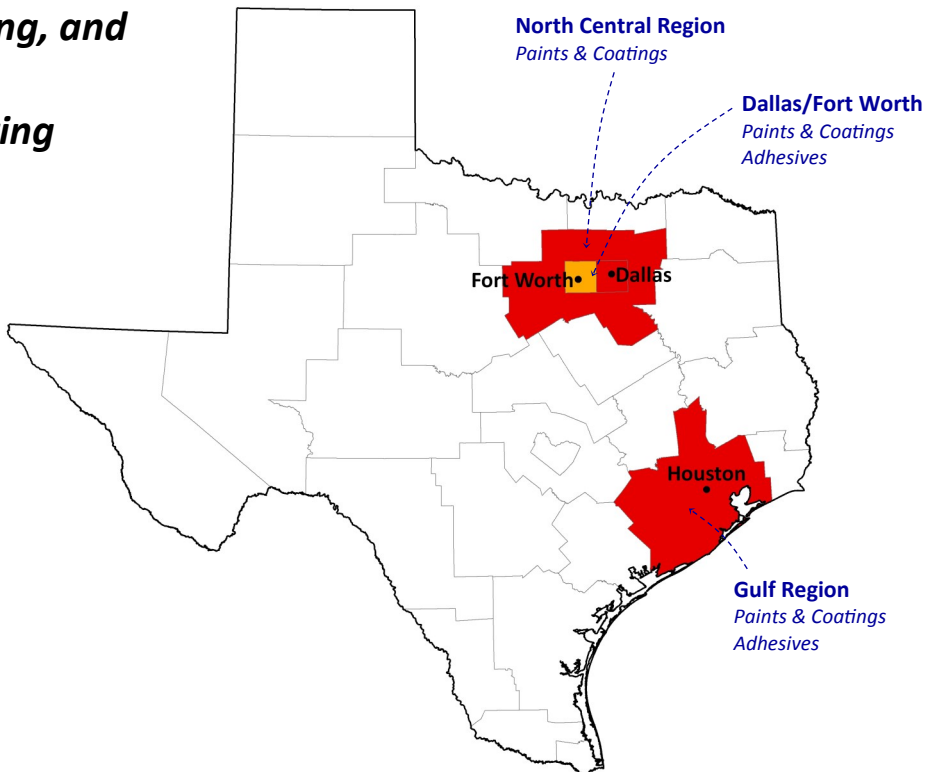 ng, and
ing
North Central Region
Paints & Coatings
Dallas/Fort Worth
Paints & Coatings
Adhesives
Fort Worth
Dallas
Houston
Gulf Region
Paints & Coatings
Adhesives